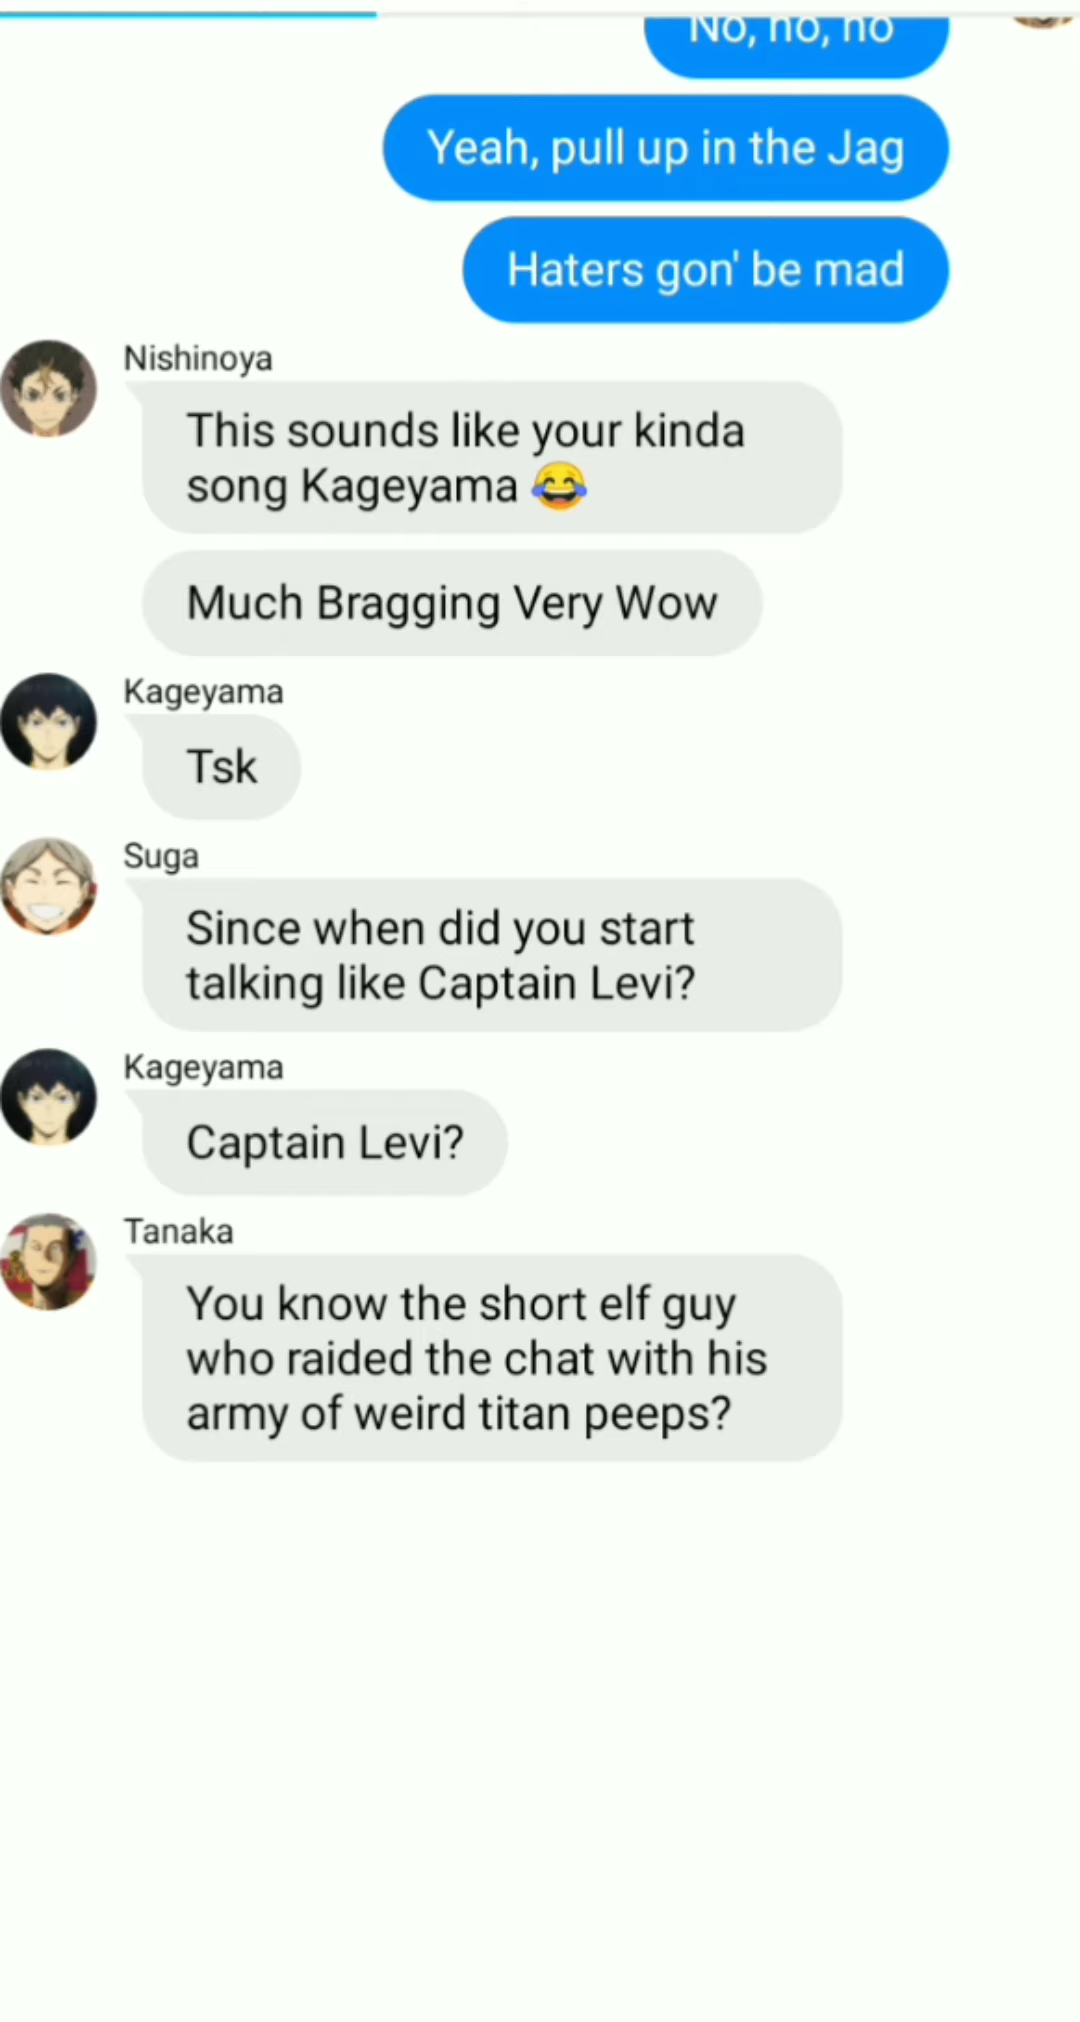 No, no, no
Yeah, pull up in the Jag
Haters gon' be mad
Nishinoya
This sounds like your kinda
song Kageyama 😂
Much Bragging Very Wow
Kageyama
Tsk
Suga
Since when did you start
talking like Captain Levi?
Kageyama
Captain Levi?
Tanaka
You know the short elf guy
who raided the chat with his
army of weird titan peeps?